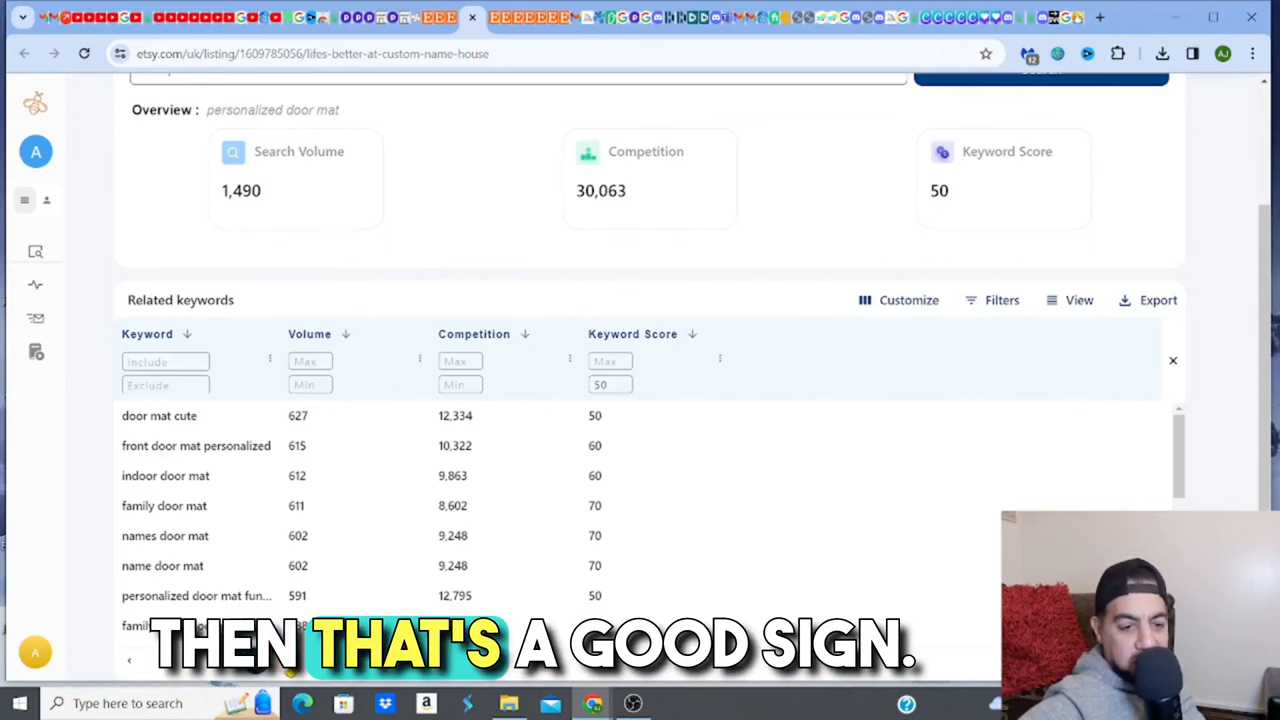 etsy.com/uk/listing/1609785056/lifes-better-at-custom-name-house
12
AJ
Overview : personalized door mat
A
Search Volume
Competition
Keyword Score
1,490
30,063
50
Related keywords
Customize
Filters
View
Export
Keyword
Volume
Competition
Keyword Score
Include
Max
Max
Max
Exclude
Min
Min
50
door mat cute 627 12,334 50
front door mat personalized 615 10,322 60
indoor door mat 612 9,863 60
family door mat 611 8,602 70
names door mat 602 9,248 70
name door mat 602 9,248 70
personalized door mat fun... 591 12,795 50
THEN THAT'S A GOOD SIGN.
A
Type here to search